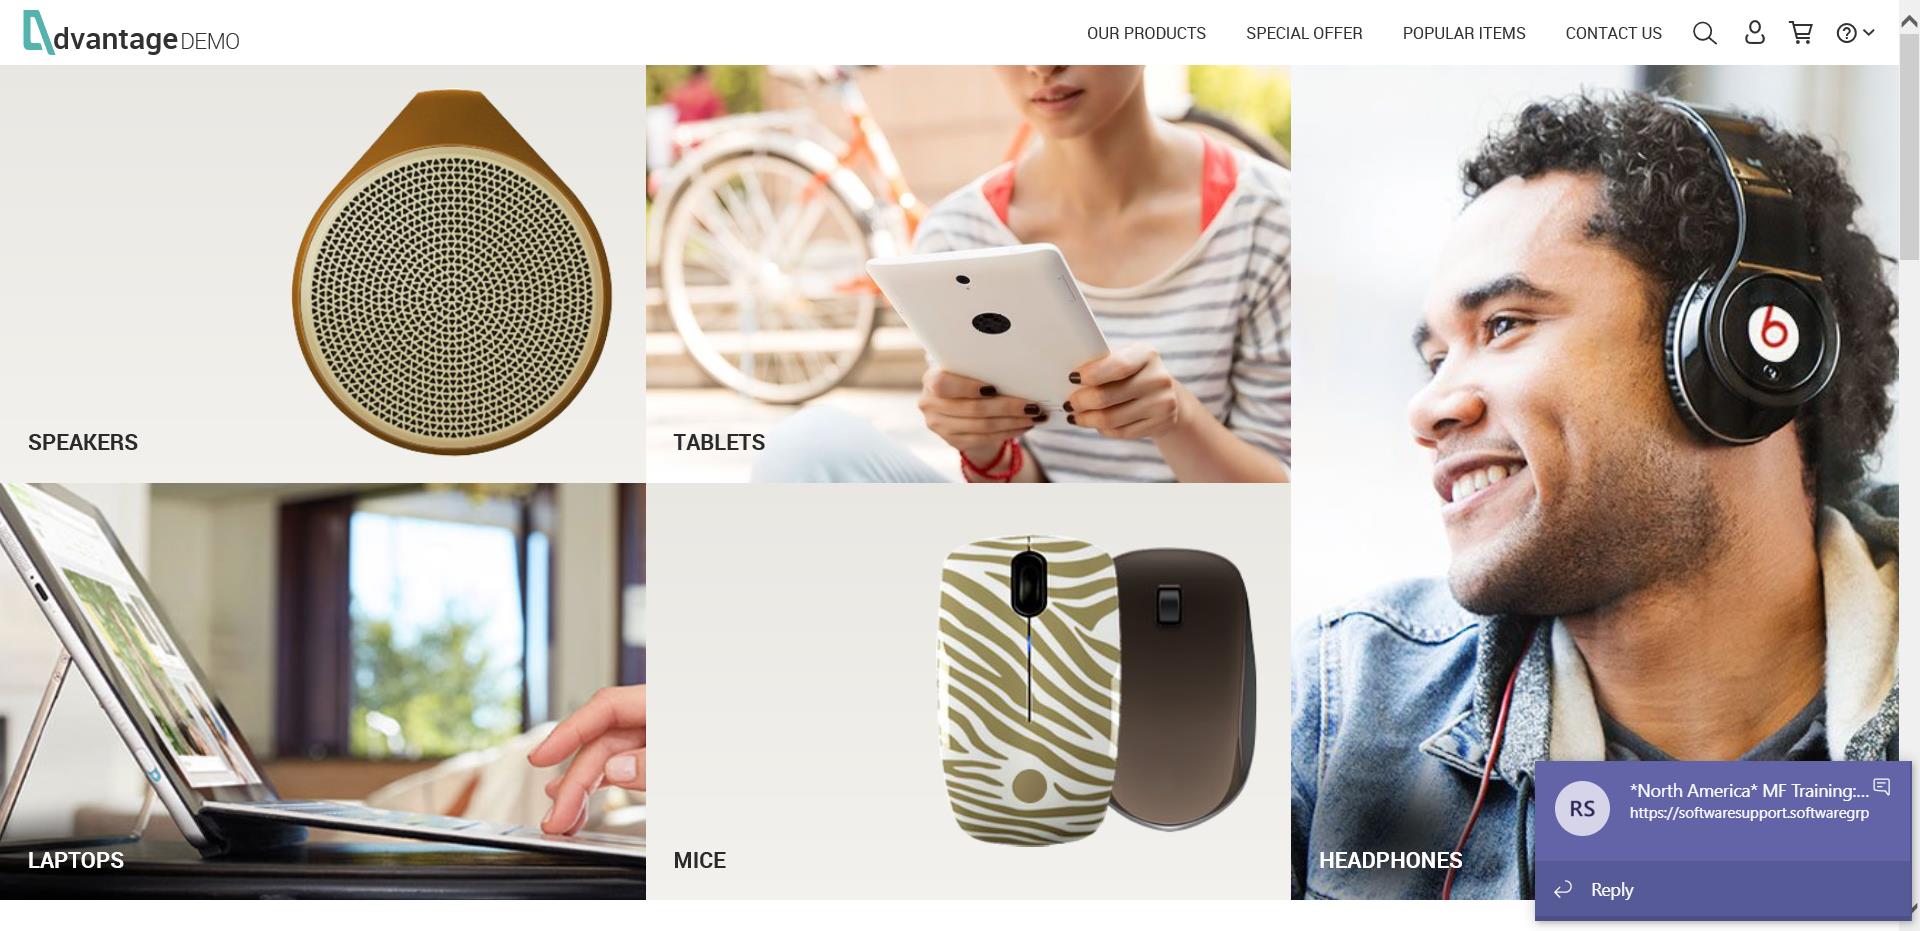 dvantage DEMO
OUR PRODUCTS SPECIAL OFFER POPULAR ITEMS CONTACT US
SPEAKERS
TABLETS
LAPTOPS
MICE
HEADPHONES
RS
*North America* MF Training:...
https://softwaresupport.softwaregrp
Reply